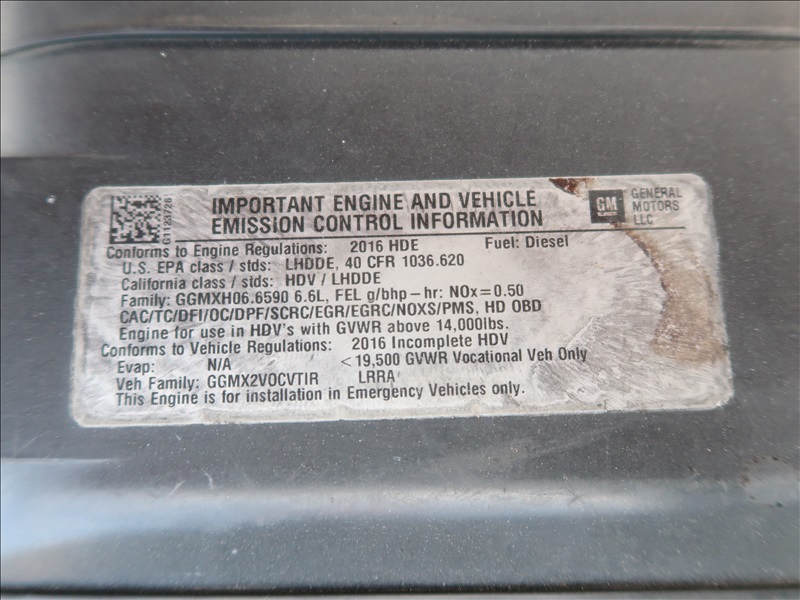 IMPORTANT ENGINE AND VEHICLE
EMISSION CONTROL INFORMATION
GM
GENERAL
MOTORS
LLC
G1123726
Conforms to Engine Regulations: 2016 HDE Fuel: Diesel
U.S. EPA class / stds: LHDDE, 40 CFR 1036.620
California class / stds: HDV / LHDDE
Family: GGMXH06.6590 6.6L, FEL g/bhp-hr: NOx=0.50
CAC/TC/DFI/OC/DPF/SCRC/EGR/EGRC/NOXS/PMS, HD OBD
Engine for use in HDV's with GVWR above 14,000lbs.
Conforms to Vehicle Regulations: 2016 Incomplete HDV
Evap: N/A <19,500 GVWR Vocational Veh Only
Veh Family: GGMX2VOCVTIR LRRA
This Engine is for installation in Emergency Vehicles only.